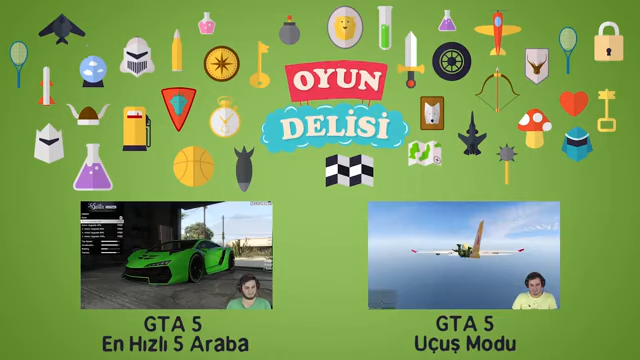 OYUN
DELİSİ
GTA 5
En Hızlı 5 Araba
GTA 5
Uçuş Modu